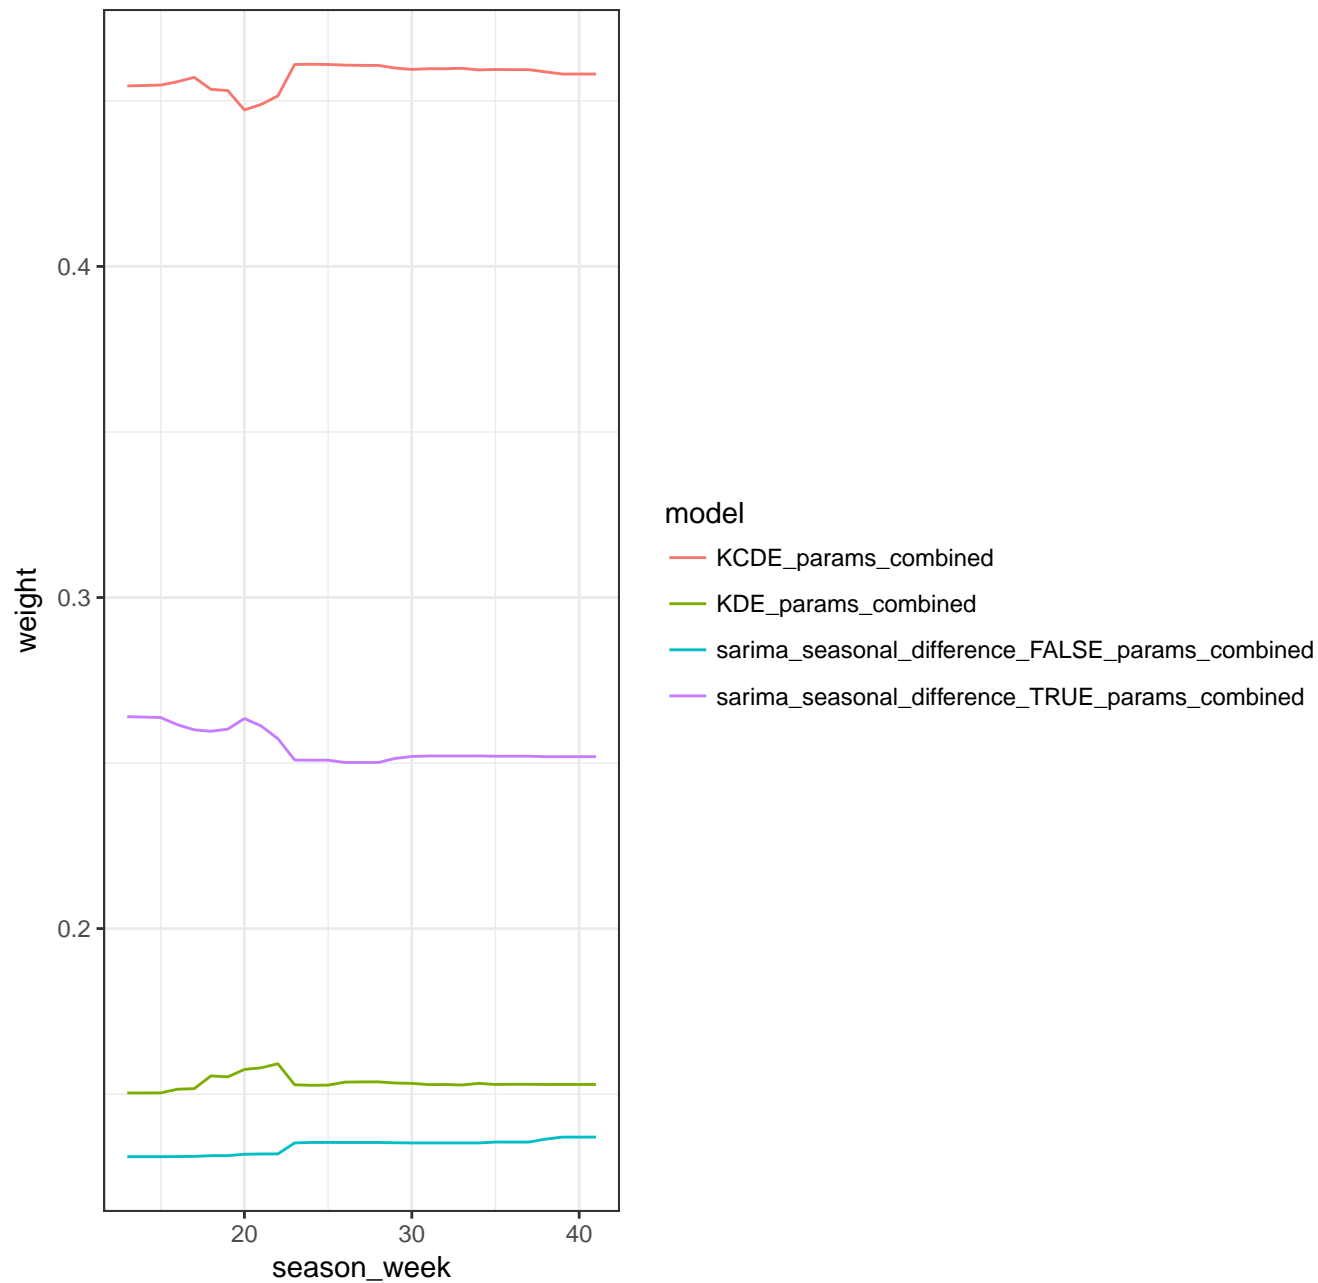 0.4
0.3
0.2
weight
20
30
40
season_week
model
KCDE_params_combined
KDE_params_combined
sarima_seasonal_difference_FALSE_params_combined
sarima_seasonal_difference_TRUE_params_combined